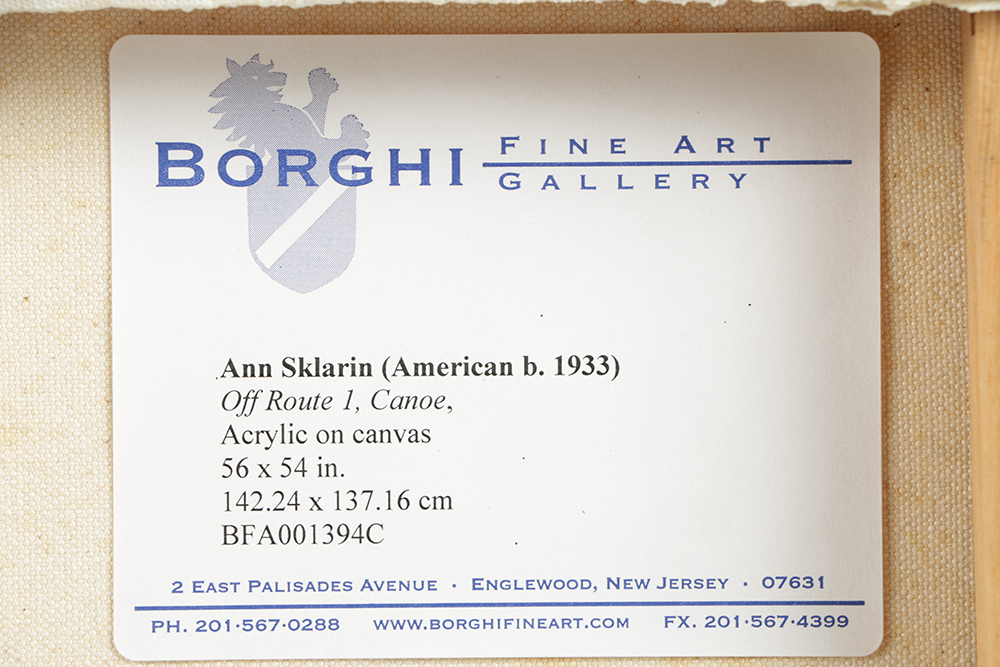 BORGHI FINE ART
GALLERY
Ann Sklarin (American b. 1933)
Off Route 1, Canoe,
Acrylic on canvas
56 x 54 in.
142.24 x 137.16 cm
BFA001394C
2 EAST PALISADES AVENUE · ENGLEWOOD, NEW JERSEY · 07631
PH. 201·567·0288 WWW.BORGHIFINEART.COM FX. 201·567·4399